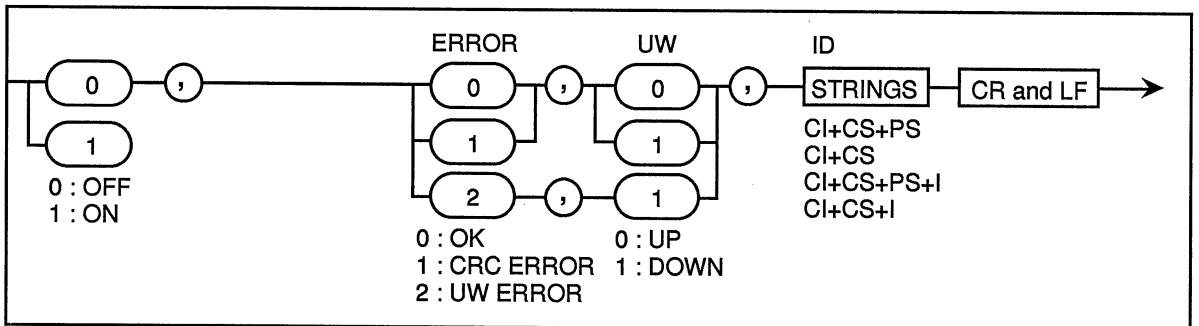 ERROR UW ID
0 , 0 , 0 , STRINGS CR and LF
1 1 1 CI+CS+PS
CI+CS
0 : OFF 2 , 1 CI+CS+PS+I
1 : ON CI+CS+I
0 : OK 0 : UP
1 : CRC ERROR 1 : DOWN
2 : UW ERROR